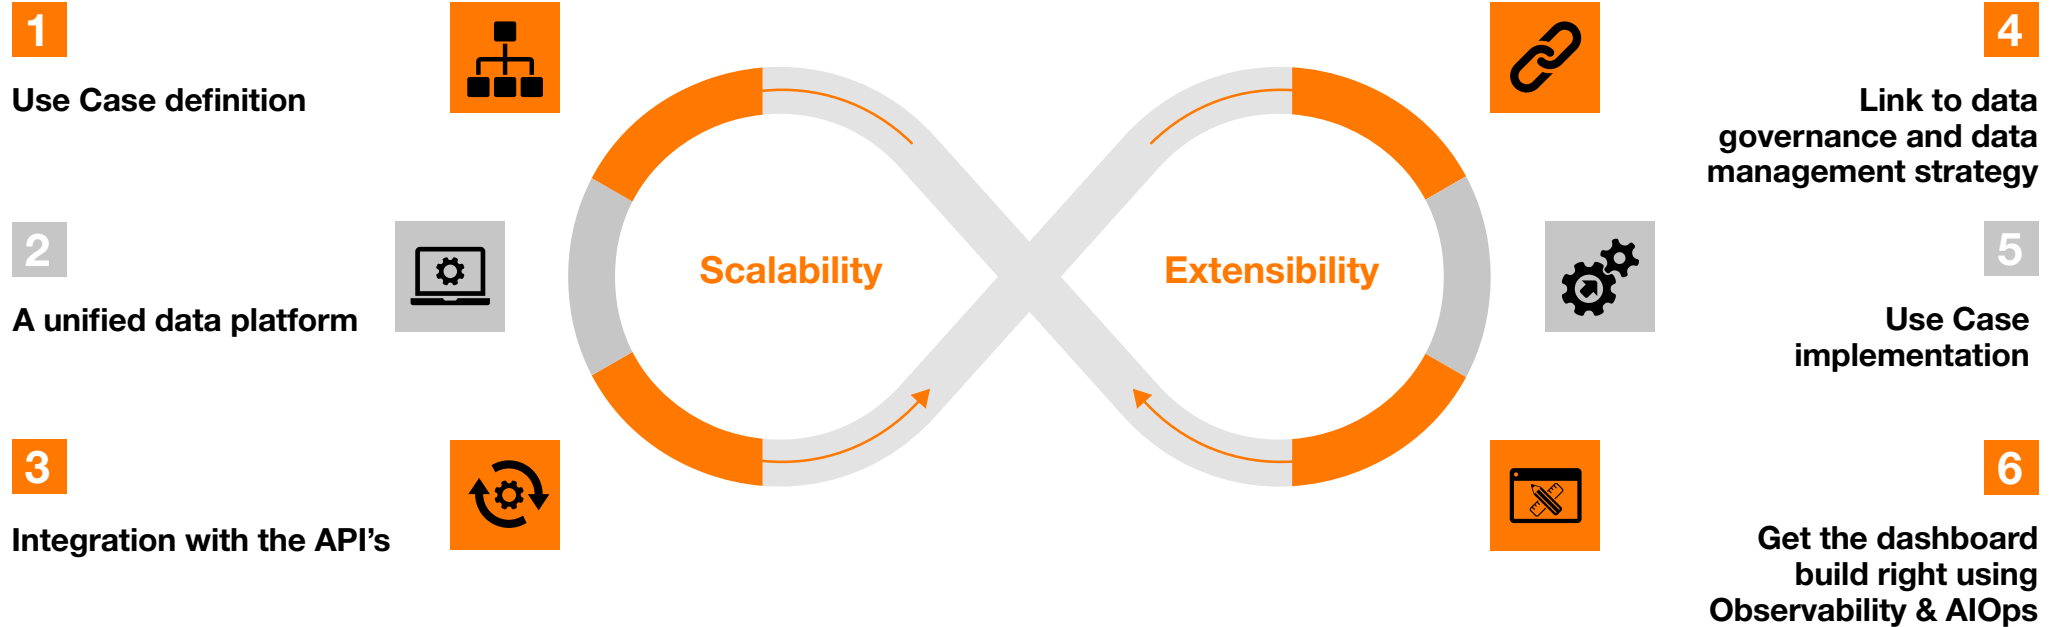 1
Use Case definition
2
A unified data platform
3
Integration with the API’s
Scalability
Extensibility
4
Link to data
governance and data
management strategy
5
Use Case
implementation
6
Get the dashboard
build right using
Observability & AIOps